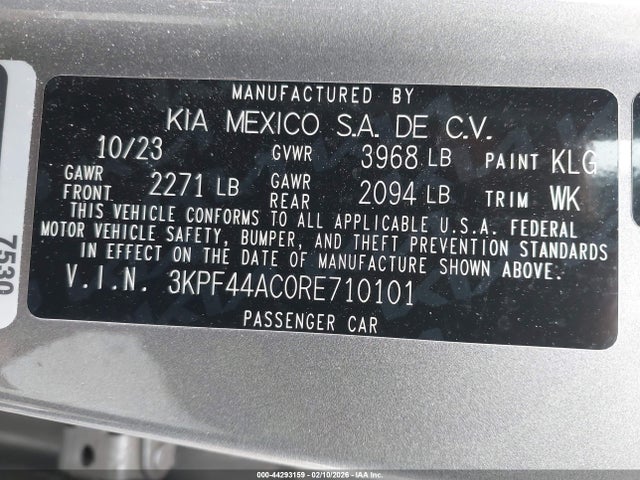 MANUFACTURED BY
KIA MEXICO S.A. DE C.V.
10/23 GVWR 3968 LB PAINT KLG
GAWR FRONT 2271 LB GAWR REAR 2094 LB TRIM WK
THIS VEHICLE CONFORMS TO ALL APPLICABLE U.S.A. FEDERAL
MOTOR VEHICLE SAFETY, BUMPER, AND THEFT PREVENTION STANDARDS
IN EFFECT ON THE DATE OF MANUFACTURE SHOWN ABOVE.
V.I.N. 3KPF44AC0RE710101
PASSENGER CAR
7530
000-44293159 - 02/10/2026 - IAA Inc.